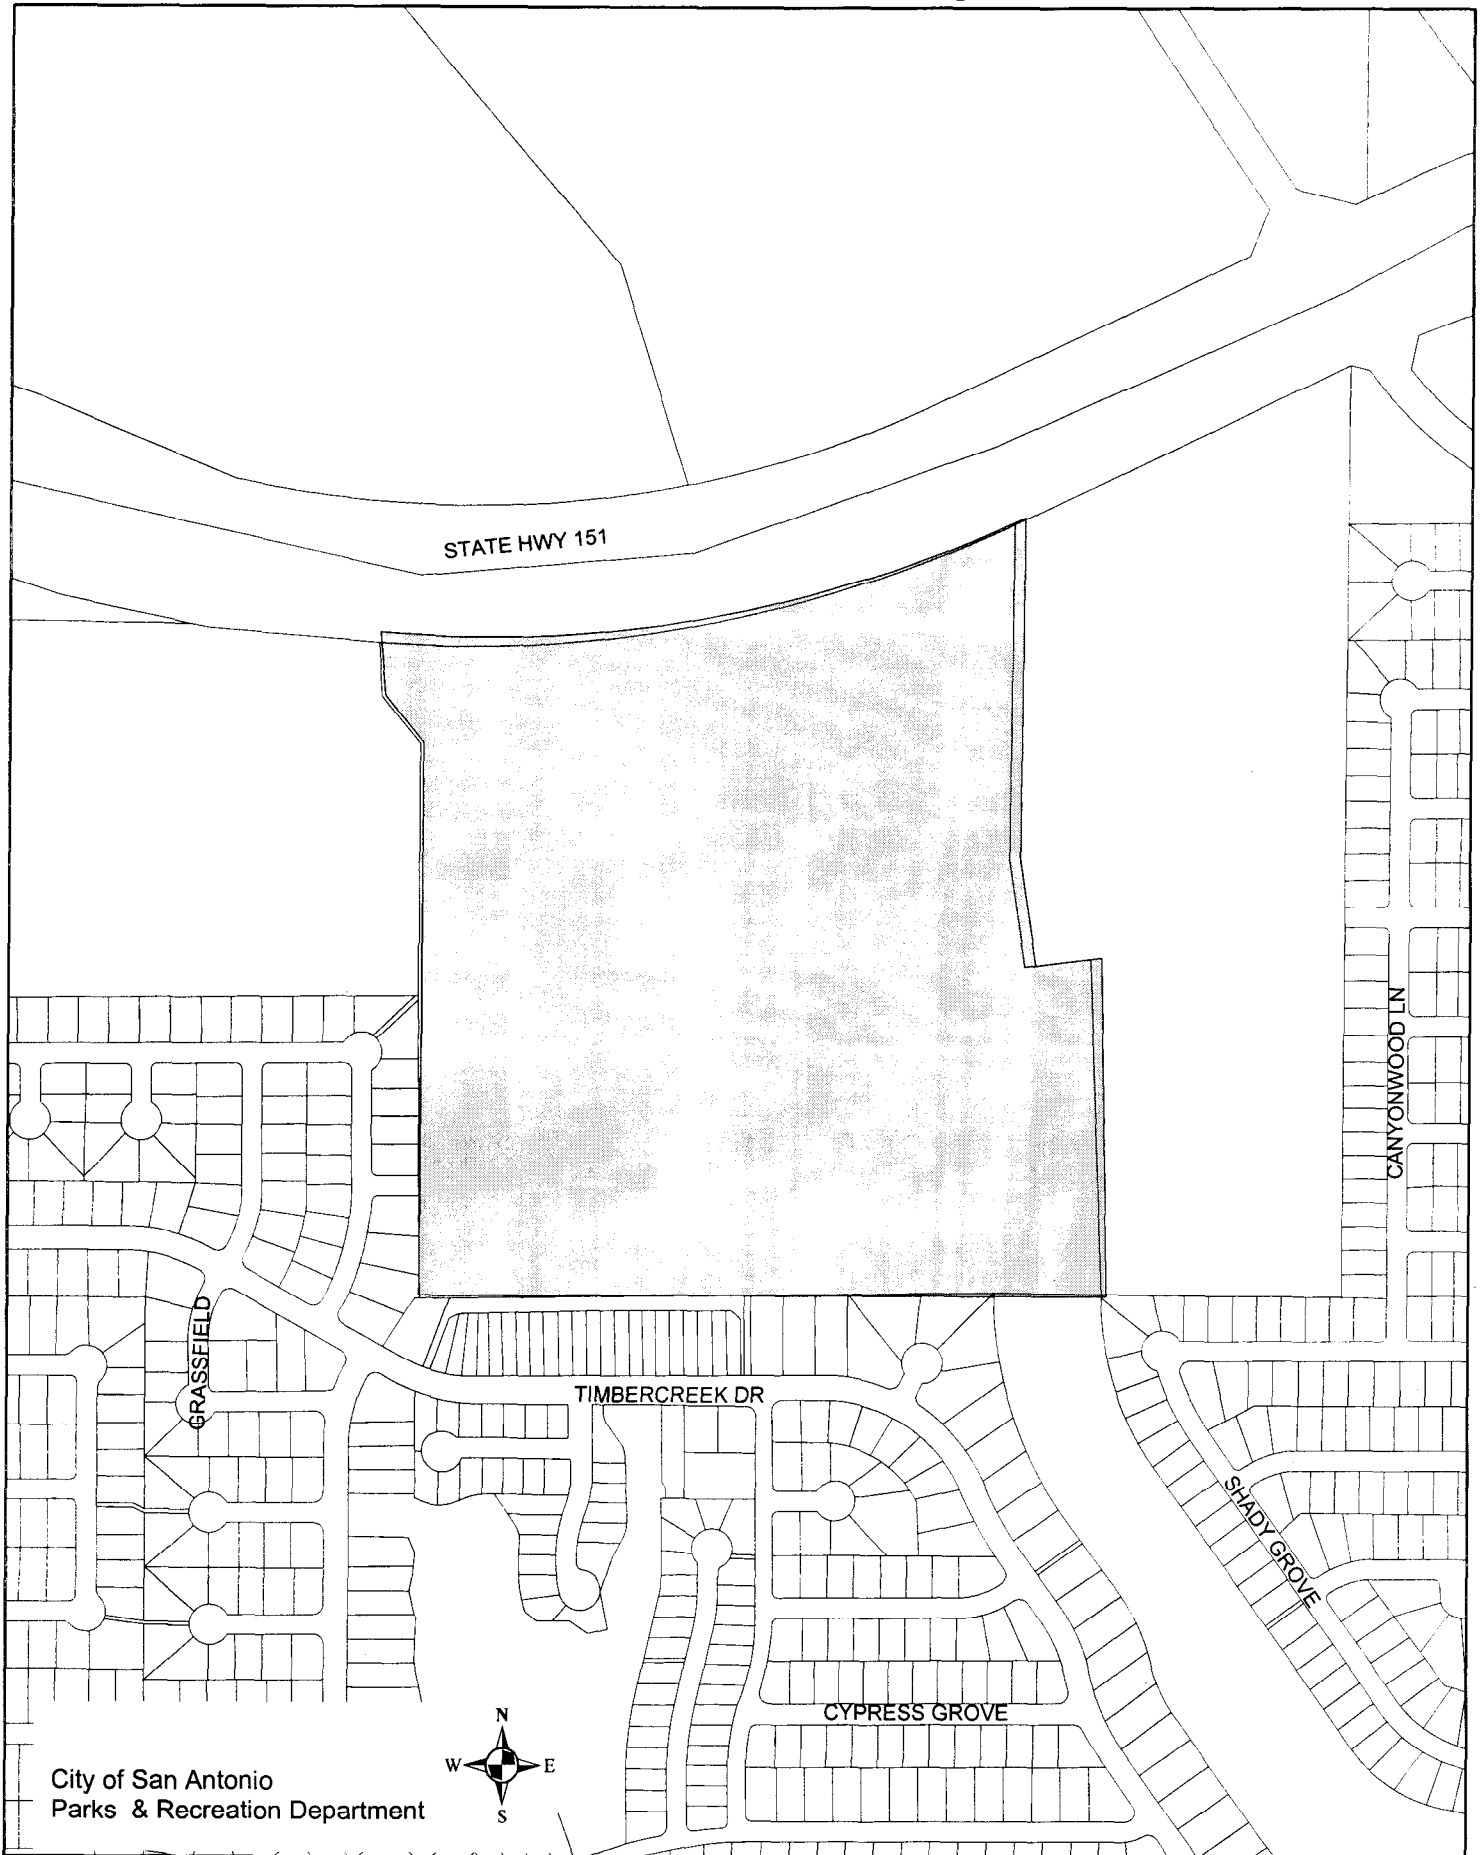 STATE HWY 151
CANYONWOOD LN
GRASSFIELD
TIMBERCREEK DR
SHADY GROVE
CYPRESS GROVE
N
W E
S
City of San Antonio
Parks & Recreation Department